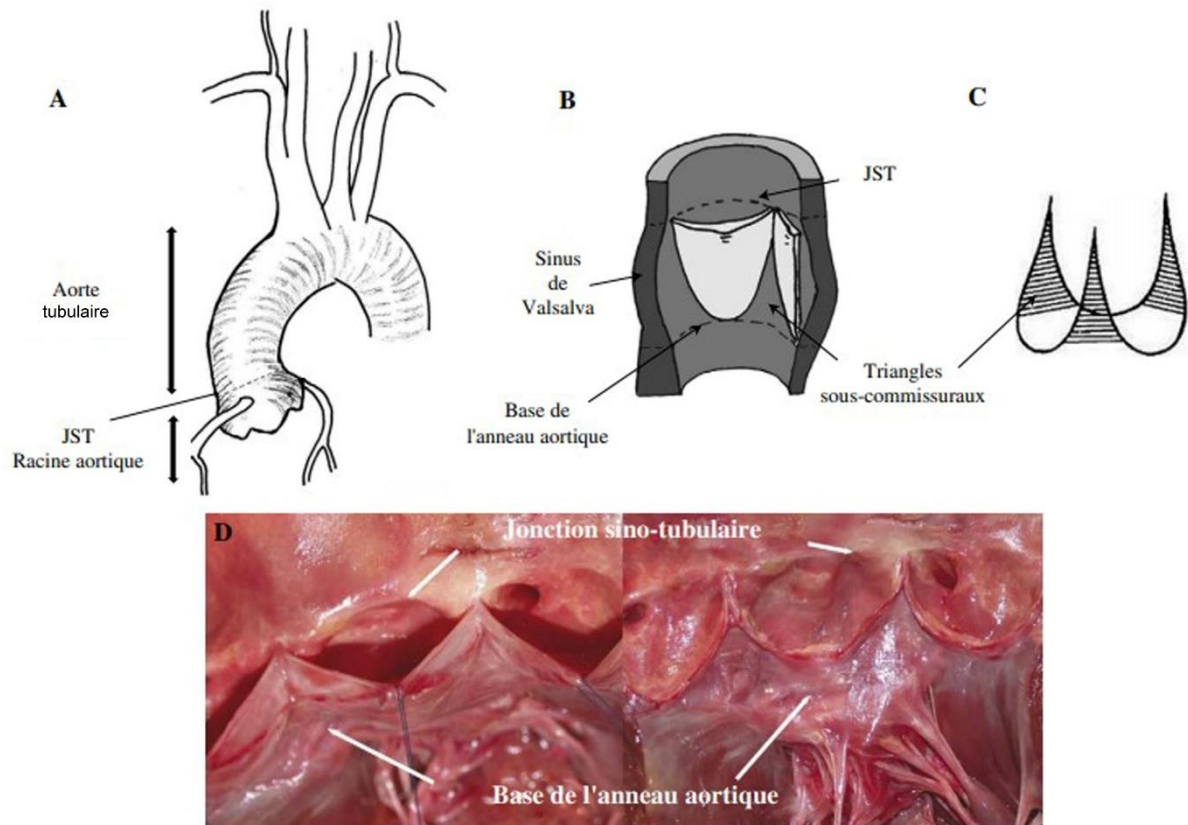 A
B
C
JST
Aorte
tubulaire
Sinus
de
Valsalva
Triangles
sous-commissuraux
Base de
l'anneau aortique
JST
Racine aortique
D
Jonction sino-tubulaire
Base de l'anneau aortique